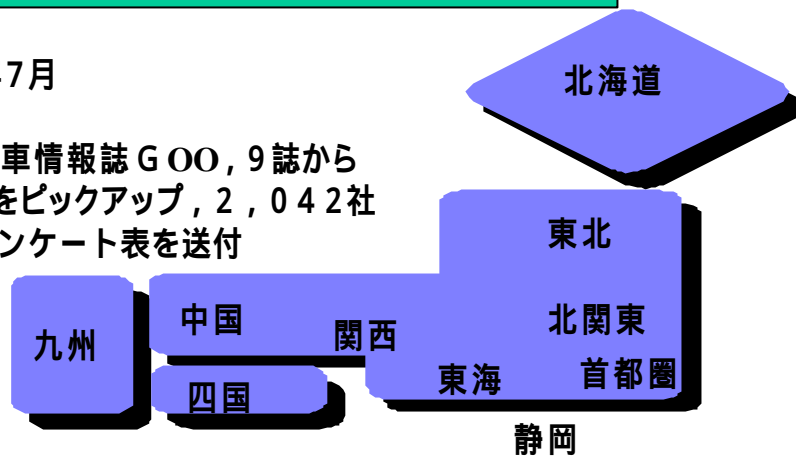 7月
車情報誌ＧOO，９誌から
をピックアップ，２，０４２社
ンケート表を送付
北海道
東北
北関東
首都圏
中国
関西
東海
九州
四国
静岡